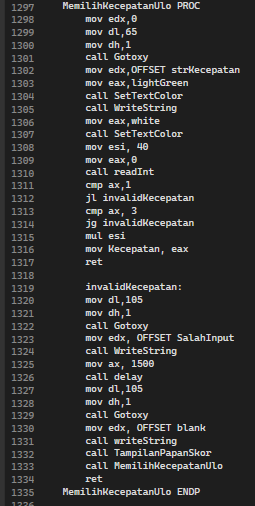 1297 MemilihKecepatanUlo PROC
1298 mov edx,0
1299 mov dl,65
1300 mov dh,1
1301 call Gotoxy
1302 mov edx,OFFSET strKecepatan
1303 mov eax,lightGreen
1304 call SetTextColor
1305 call WriteString
1306 mov eax,white
1307 call SetTextColor
1308 mov esi, 40
1309 mov eax,0
1310 call readInt
1311 cmp ax,1
1312 jl invalidKecepatan
1313 cmp ax, 3
1314 jg invalidKecepatan
1315 mul esi
1316 mov Kecepatan, eax
1317 ret
1318
1319 invalidKecepatan:
1320 mov dl,105
1321 mov dh,1
1322 call Gotoxy
1323 mov edx, OFFSET SalahInput
1324 call WriteString
1325 mov ax, 1500
1326 call delay
1327 mov dl,105
1328 mov dh,1
1329 call Gotoxy
1330 mov edx, OFFSET blank
1331 call writeString
1332 call TampilanPapanSkor
1333 call MemilihKecepatanUlo
1334 ret
1335 MemilihKecepatanUlo ENDP